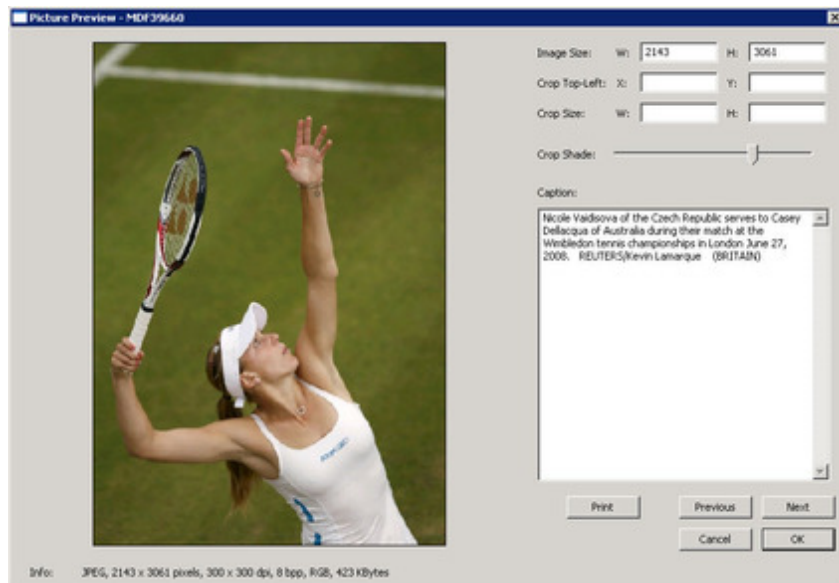 Picture Preview - MDF39660
Image Size: W: 2143 H: 3061
Crop Top-Left: X: Y:
Crop Size: W: H:
Crop Shade:
Caption:
Nicole Vaidisova of the Czech Republic serves to Casey
Dellacqua of Australia during their match at the
Wimbledon tennis championships in London June 27,
2008. REUTERS/Kevin Lamarque (BRITAIN)
Print Previous Next
Cancel OK
Info: JPEG, 2143 x 3061 pixels, 300 x 300 dpi, 8 bpp, RGB, 423 KBytes